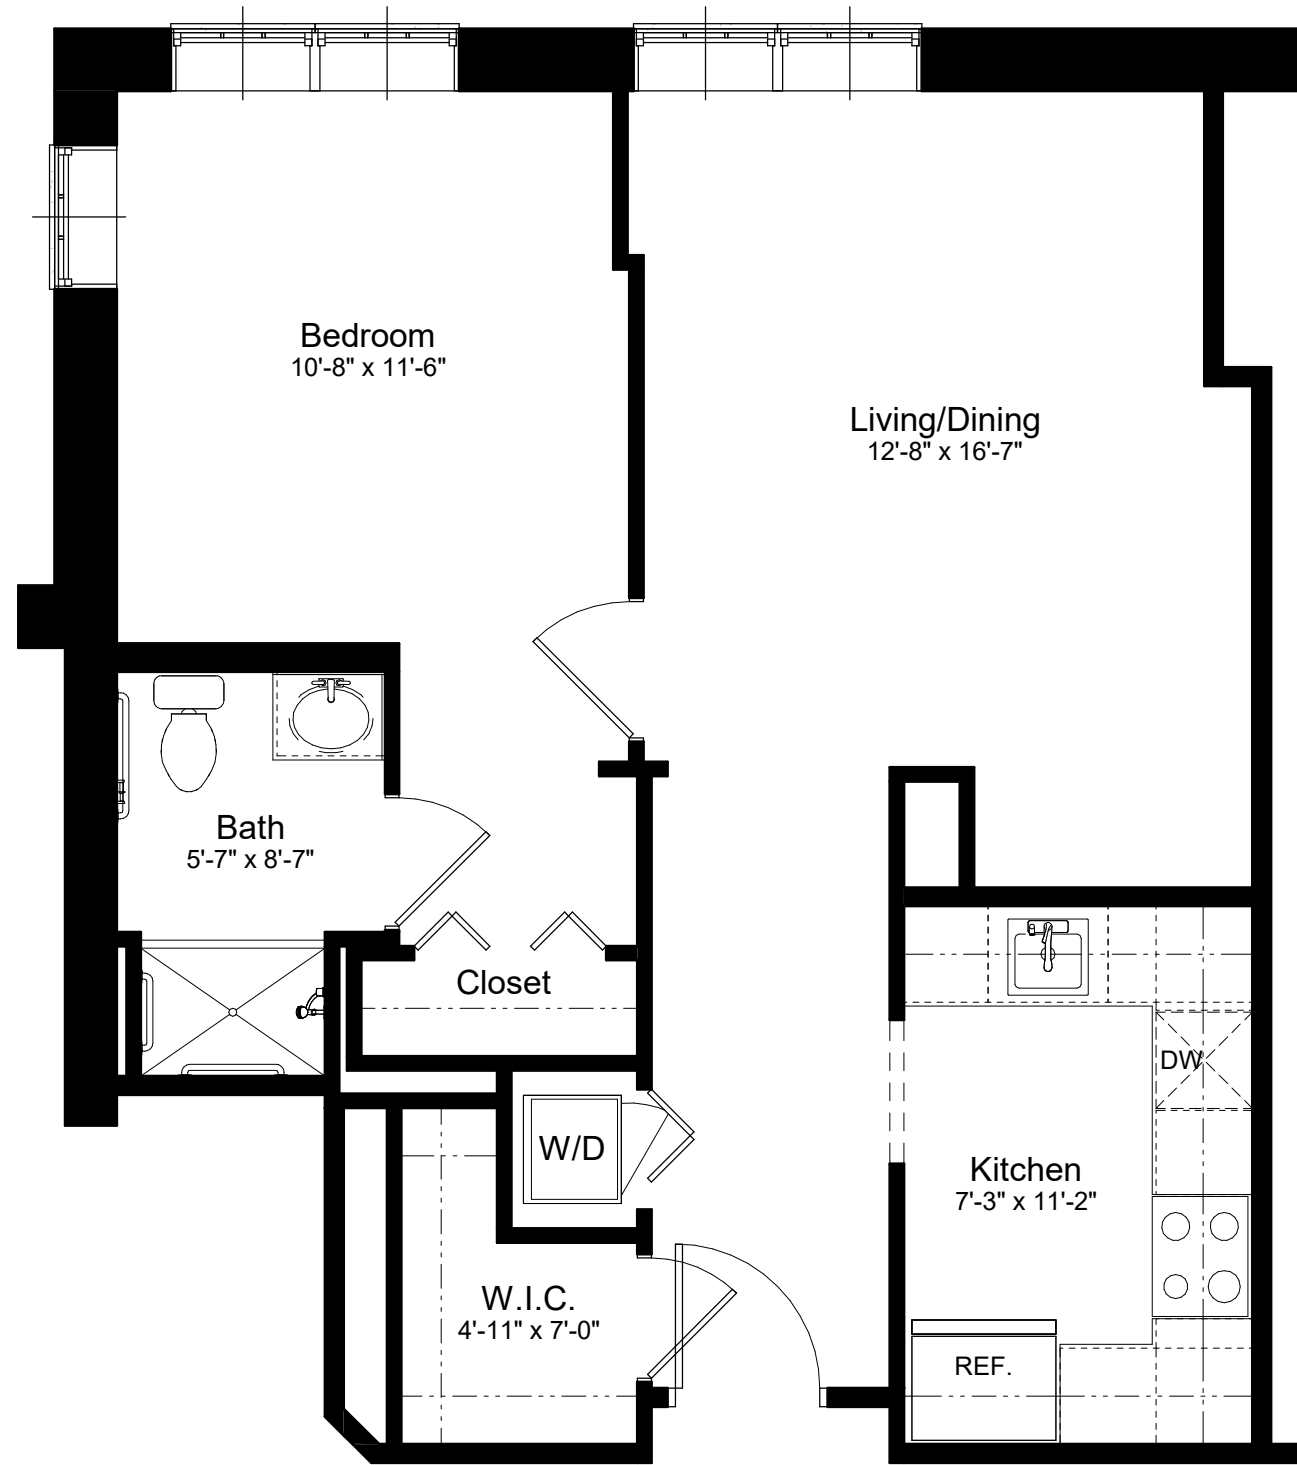 Bedroom
10'-8" x 11'-6"
Living/Dining
12'-8" x 16'-7"
Bath
5'-7" x 8'-7"
Closet
DW
W/D
Kitchen
7'-3" x 11'-2"
W.I.C.
4'-11" x 7'-0"
REF.